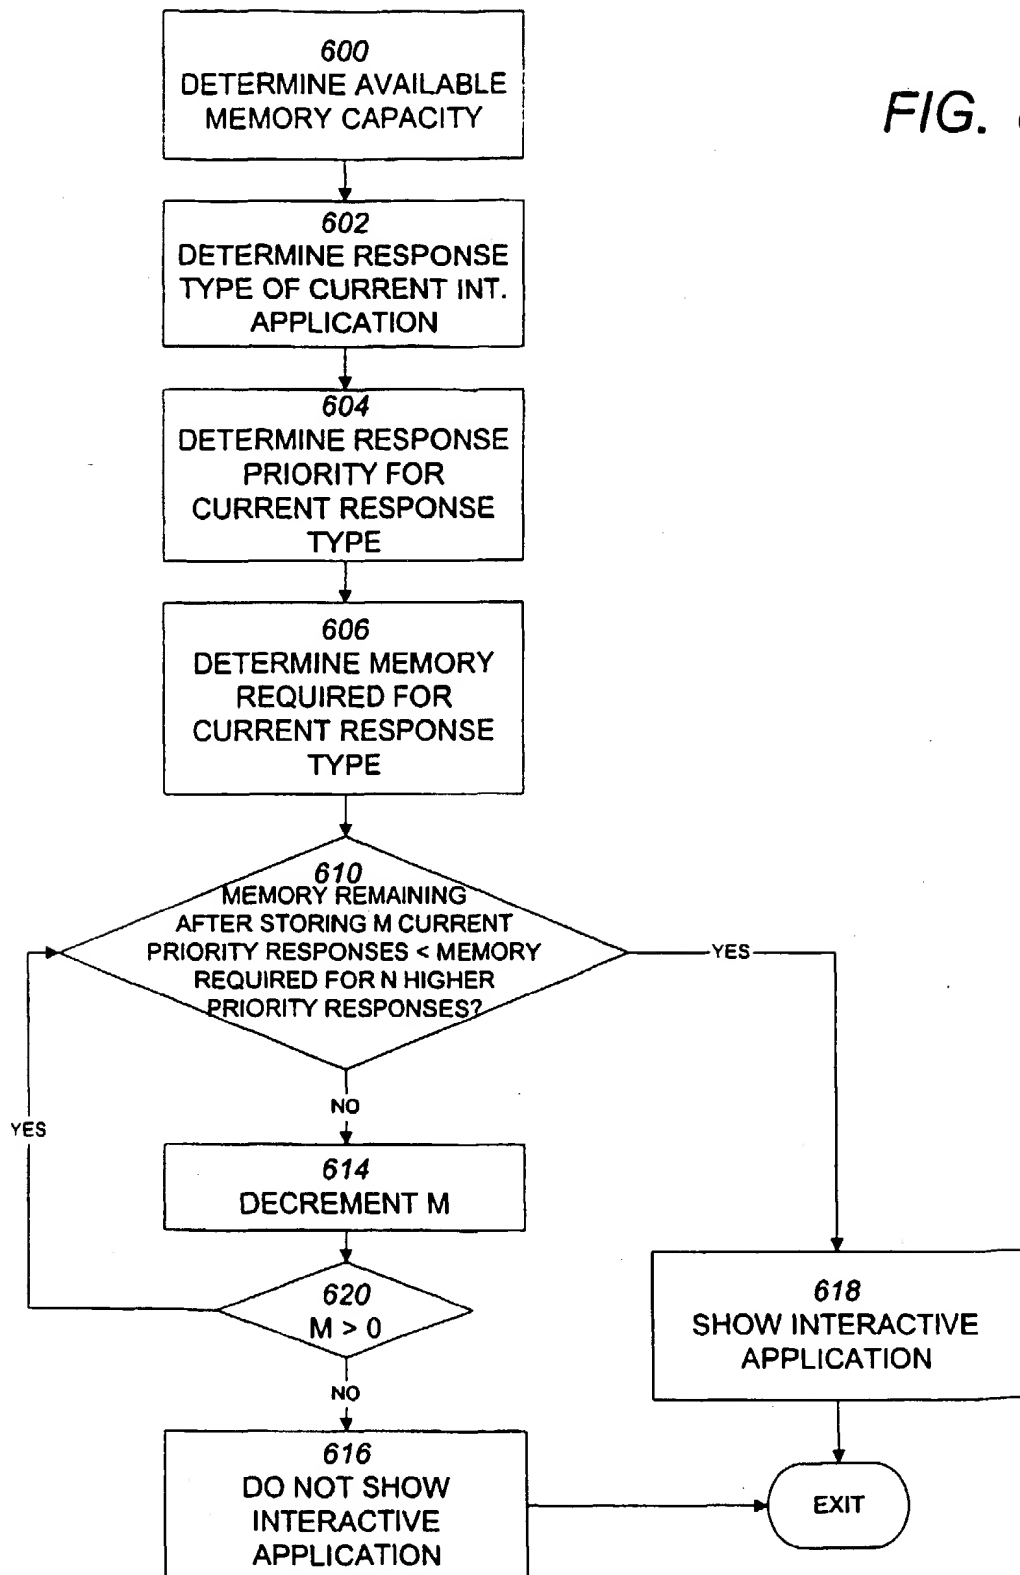 FIG.
600
DETERMINE AVAILABLE
MEMORY CAPACITY
602
DETERMINE RESPONSE
TYPE OF CURRENT INT.
APPLICATION
604
DETERMINE RESPONSE
PRIORITY FOR
CURRENT RESPONSE
TYPE
606
DETERMINE MEMORY
REQUIRED FOR
CURRENT RESPONSE
TYPE
610
MEMORY REMAINING
AFTER STORING M CURRENT
PRIORITY RESPONSES < MEMORY
REQUIRED FOR N HIGHER
PRIORITY RESPONSES?
YES
NO
YES
614
DECREMENT M
620
M > 0
NO
618
SHOW INTERACTIVE
APPLICATION
616
DO NOT SHOW
INTERACTIVE
APPLICATION
EXIT